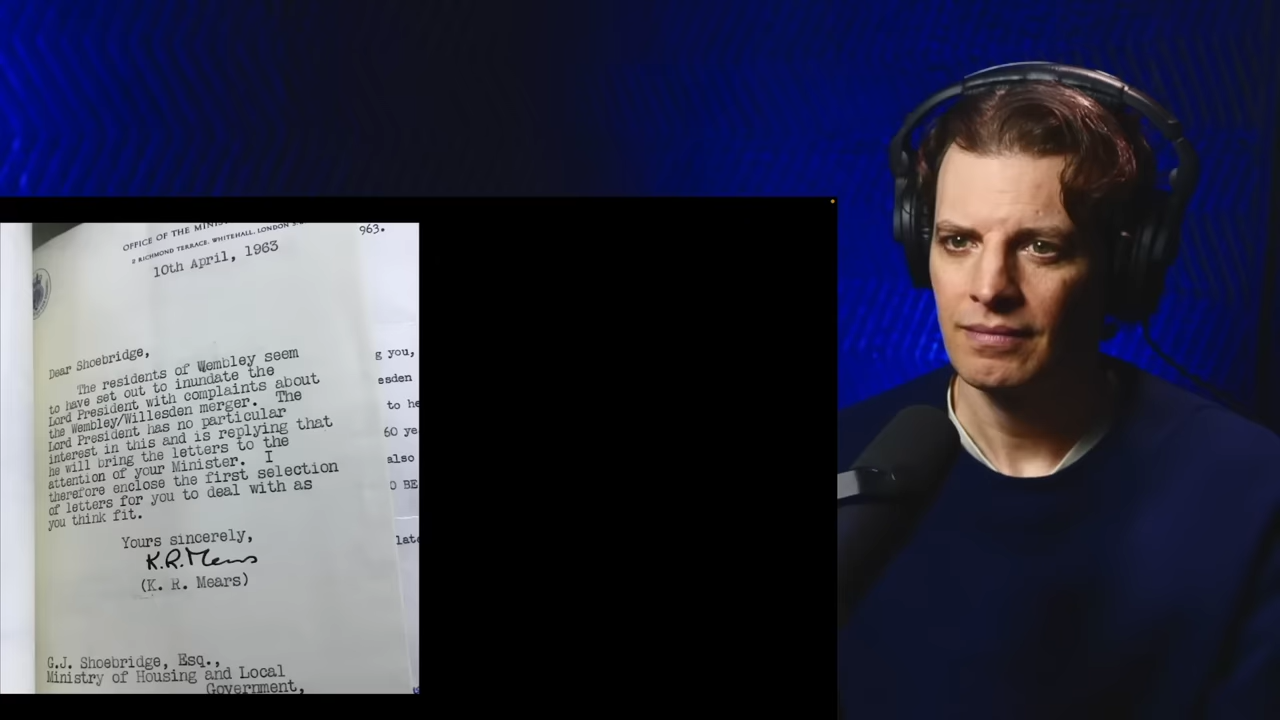 OFFICE OF THE
2 RICHMOND TERRACE, WHITEHALL, LONDON
963.
10th April, 1963
Dear Shoebridge,
The residents of Wembley seem
to have set out to inundate the
Lord President with complaints about
the Wembley/Willesden merger. The
Lord President has no particular
interest in this and is replying that
he will bring the letters to the
attention of your Minister. I
therefore enclose the first selection
of letters for you to deal with as
you think fit.
Yours sincerely,
K.R. Mears
(K. R. Mears)
G.J. Shoebridge, Esq.,
Ministry of Housing and Local
Government,
g you,
esden
to he
60 ye
also
O BE
late